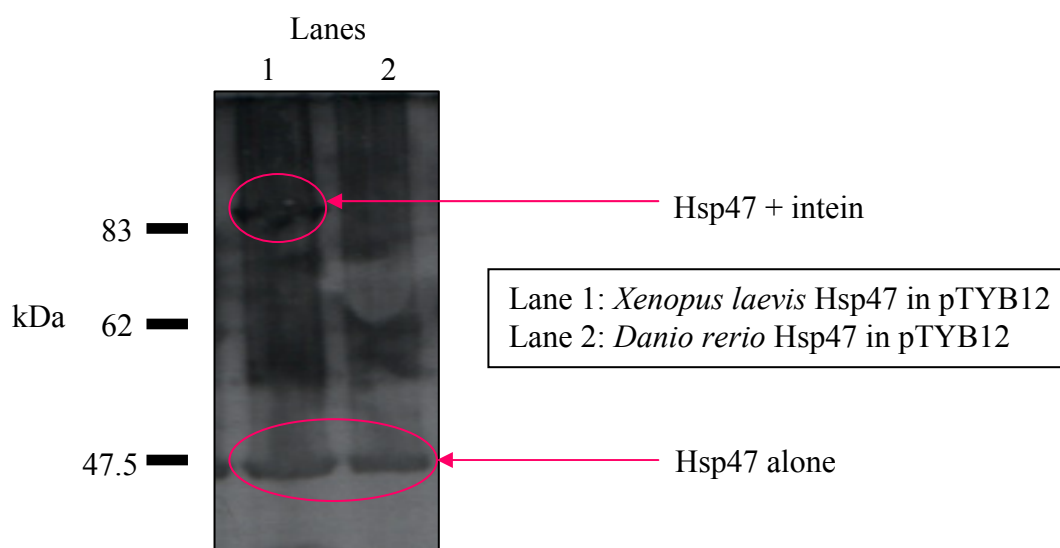 Lanes
1 2
Hsp47 + intein
83
Lane 1: Xenopus laevis Hsp47 in pTYB12
kDa
62
Lane 2: Danio rerio Hsp47 in pTYB12
47.5
Hsp47 alone